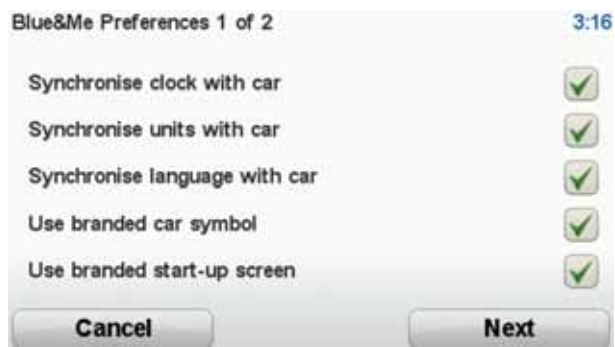 Blue&Me Preferences 1 of 2 3:16
Synchronise clock with car
Synchronise units with car
Synchronise language with car
Use branded car symbol
Use branded start-up screen
Cancel Next